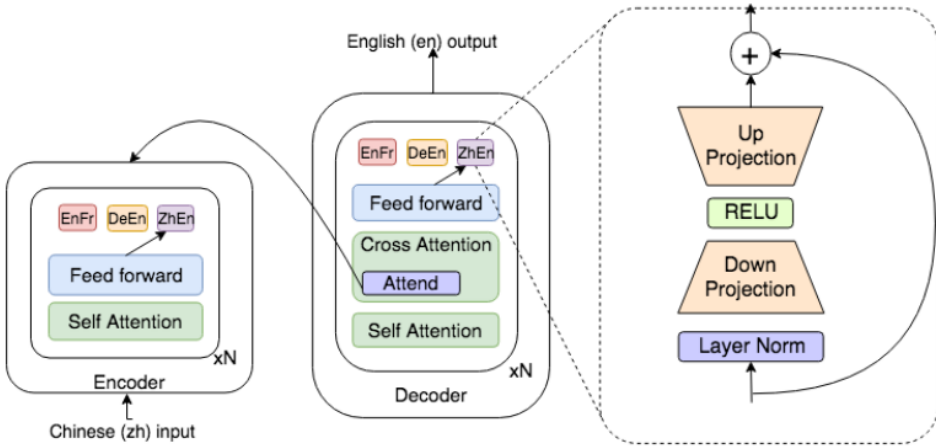 English (en) output
EnFr DeEn ZhEn
Feed forward
Cross Attention
Attend
Self Attention
xN
Decoder
EnFr DeEn ZhEn
Feed forward
Self Attention
xN
Encoder
Chinese (zh) input
+
Up
Projection
RELU
Down
Projection
Layer Norm